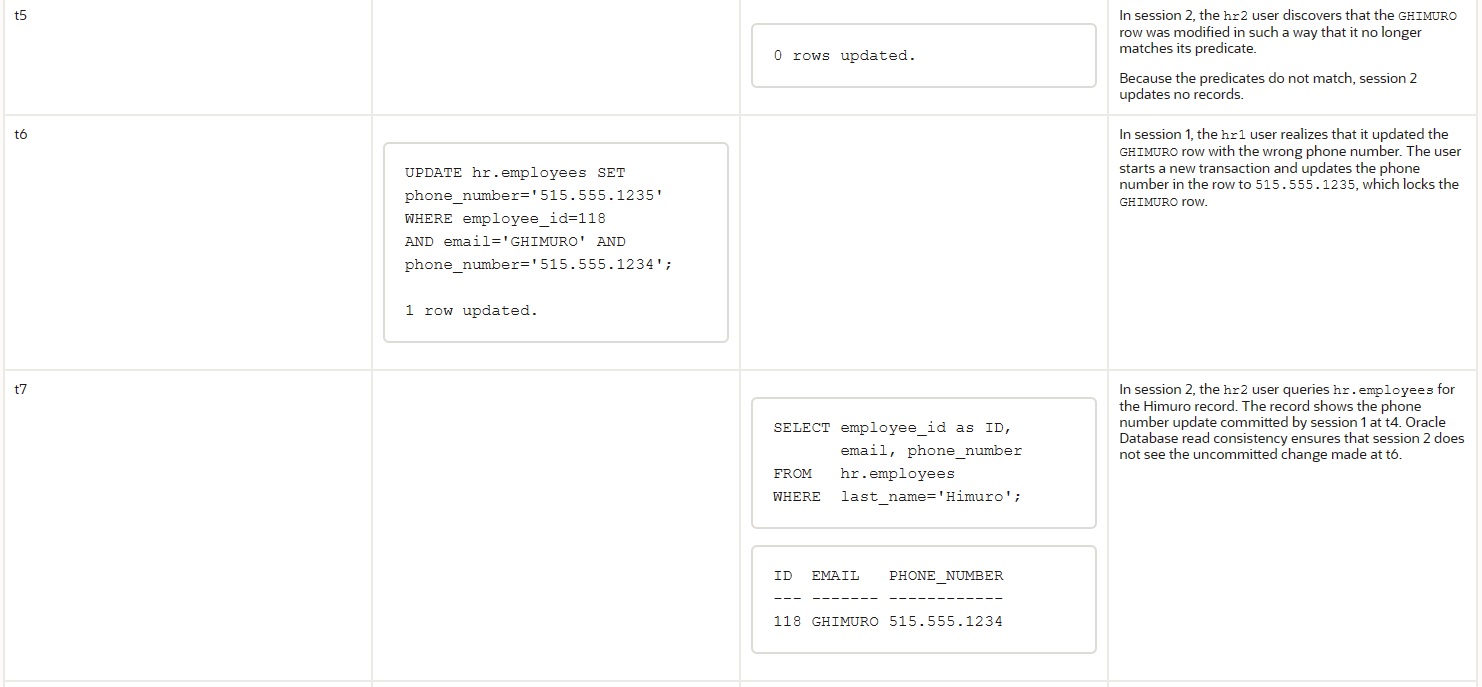 t5
0 rows updated.
In session 2, the hr2 user discovers that the GHIMURO
row was modified in such a way that it no longer
matches its predicate.
Because the predicates do not match, session 2
updates no records.
t6
UPDATE hr.employees SET
phone_number='515.555.1235'
WHERE employee_id=118
AND email='GHIMURO' AND
phone_number='515.555.1234';
1 row updated.
In session 1, the hr1 user realizes that it updated the
GHIMURO row with the wrong phone number. The user
starts a new transaction and updates the phone
number in the row to 515.555.1235, which locks the
GHIMURO row.
t7
SELECT employee_id as ID,
       email, phone_number
FROM   hr.employees
WHERE  last_name='Himuro';
ID  EMAIL   PHONE_NUMBER
--- ------- ------------
118 GHIMURO 515.555.1234
In session 2, the hr2 user queries hr.employees for
the Himuro record. The record shows the phone
number update committed by session 1 at t4. Oracle
Database read consistency ensures that session 2 does
not see the uncommitted change made at t6.